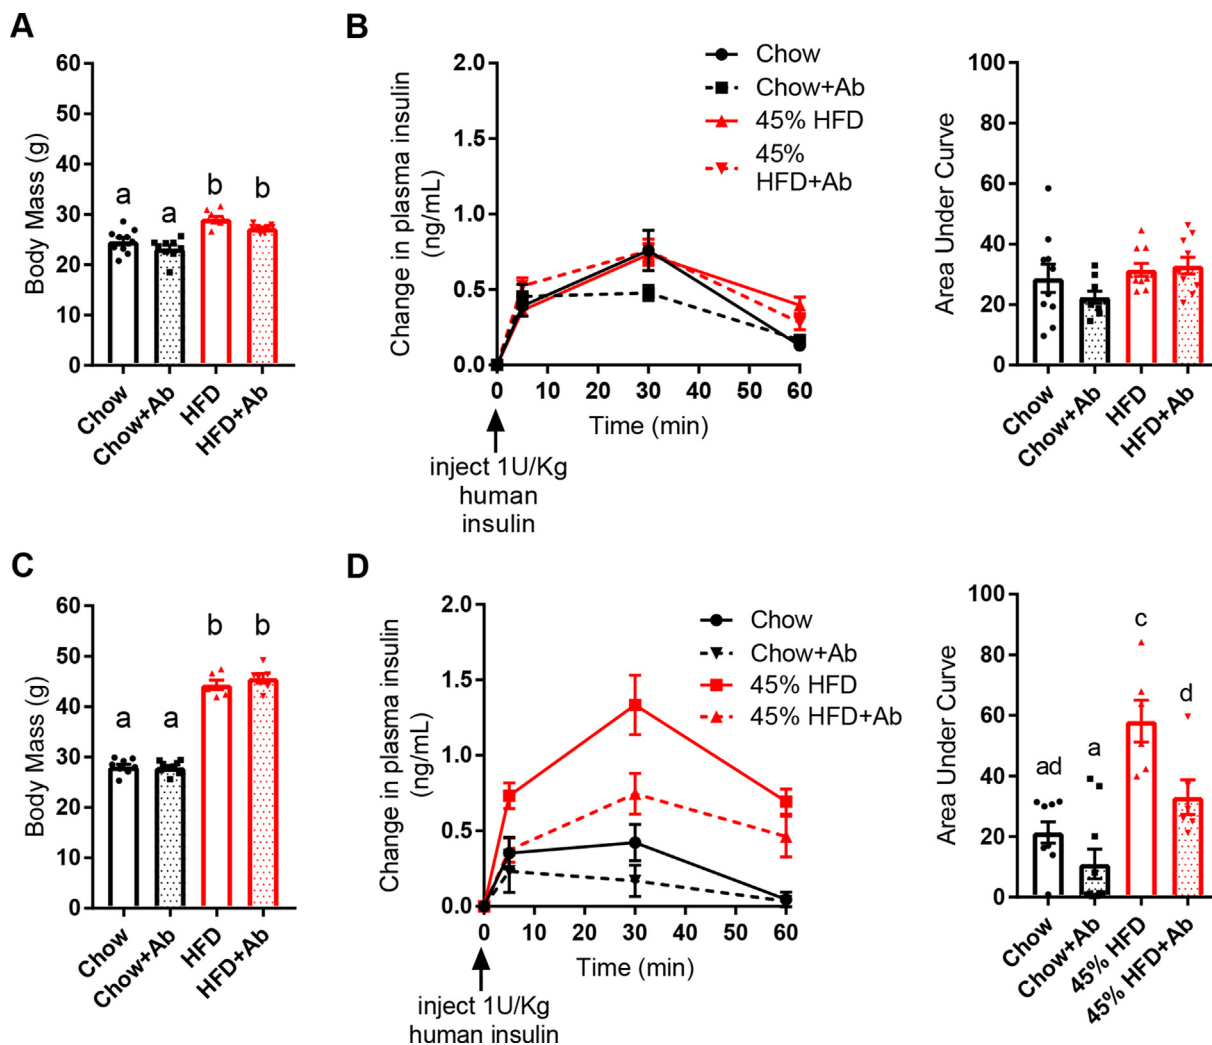 A
Body Mass (g)
60
50
40
30
20
10
0
a
a
b
b
Chow
Chow+Ab
HFD
HFD+Ab
B
Change in plasma insulin
(ng/mL)
2.0
1.5
1.0
0.5
0.0
0
10
20
30
40
50
60
Time (min)
inject 1U/Kg
human
insulin
Chow
Chow+Ab
45% HFD
45%
HFD+Ab
Area Under Curve
100
80
60
40
20
0
Chow
Chow+Ab
HFD
HFD+Ab
C
Body Mass (g)
60
50
40
30
20
10
0
a
a
b
b
Chow
Chow+Ab
HFD
HFD+Ab
D
Change in plasma insulin
(ng/mL)
2.0
1.5
1.0
0.5
0.0
0
10
20
30
40
50
60
Time (min)
inject 1U/Kg
human insulin
Chow
Chow+Ab
45% HFD
45% HFD+Ab
Area Under Curve
100
80
60
40
20
0
ad
a
c
d
Chow
Chow+Ab
45% HFD
45% HFD+Ab